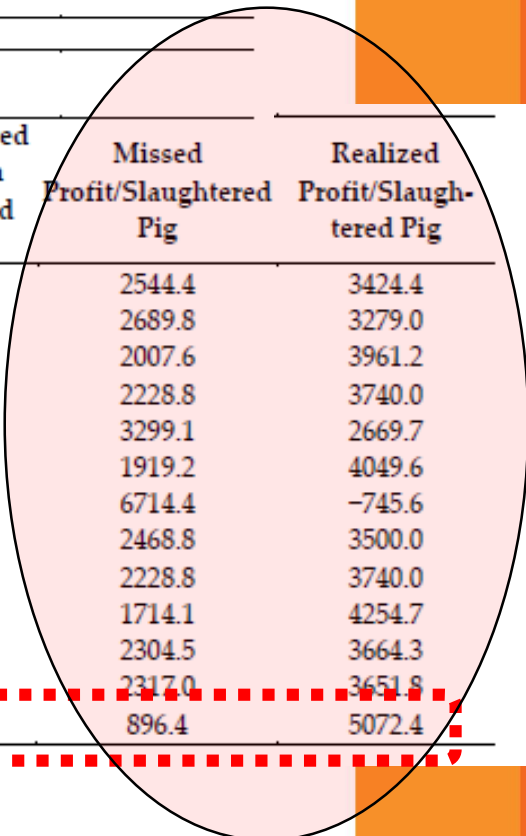 ed
d
Missed Realized
Profit/Slaughtered Profit/Slaugh-
Pig tered Pig
2544.4 3424.4
2689.8 3279.0
2007.6 3961.2
2228.8 3740.0
3299.1 2669.7
1919.2 4049.6
6714.4 −745.6
2468.8 3500.0
2228.8 3740.0
1714.1 4254.7
2304.5 3664.3
2317.0 3651.8
896.4 5072.4